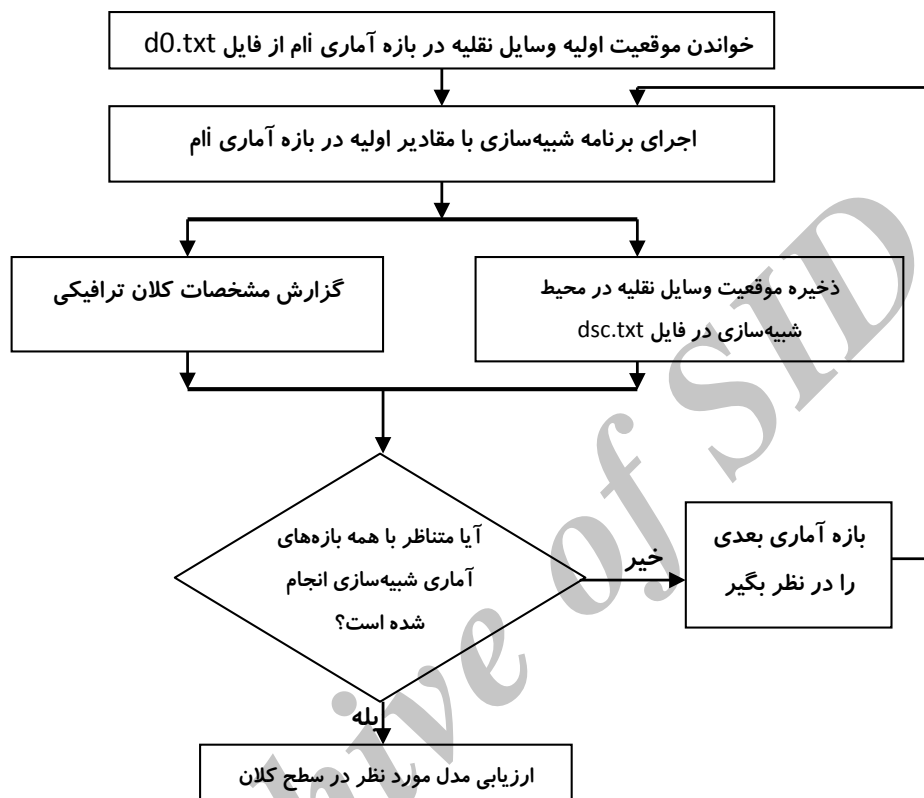 خواندن موقعیت اولیه وسایل نقلیه در بازه آماری iام از فایل d0.txt
اجرای برنامه شبیه‌سازی با مقادیر اولیه در بازه آماری iام
ذخیره موقعیت وسایل نقلیه در محیط
شبیه‌سازی در فایل dsc.txt
گزارش مشخصات کلان ترافیکی
آیا متناظر با همه بازه‌های
آماری شبیه‌سازی انجام
شده است؟
خیر
بازه آماری بعدی
را در نظر بگیر
بله
ارزیابی مدل مورد نظر در سطح کلان
hive of SID